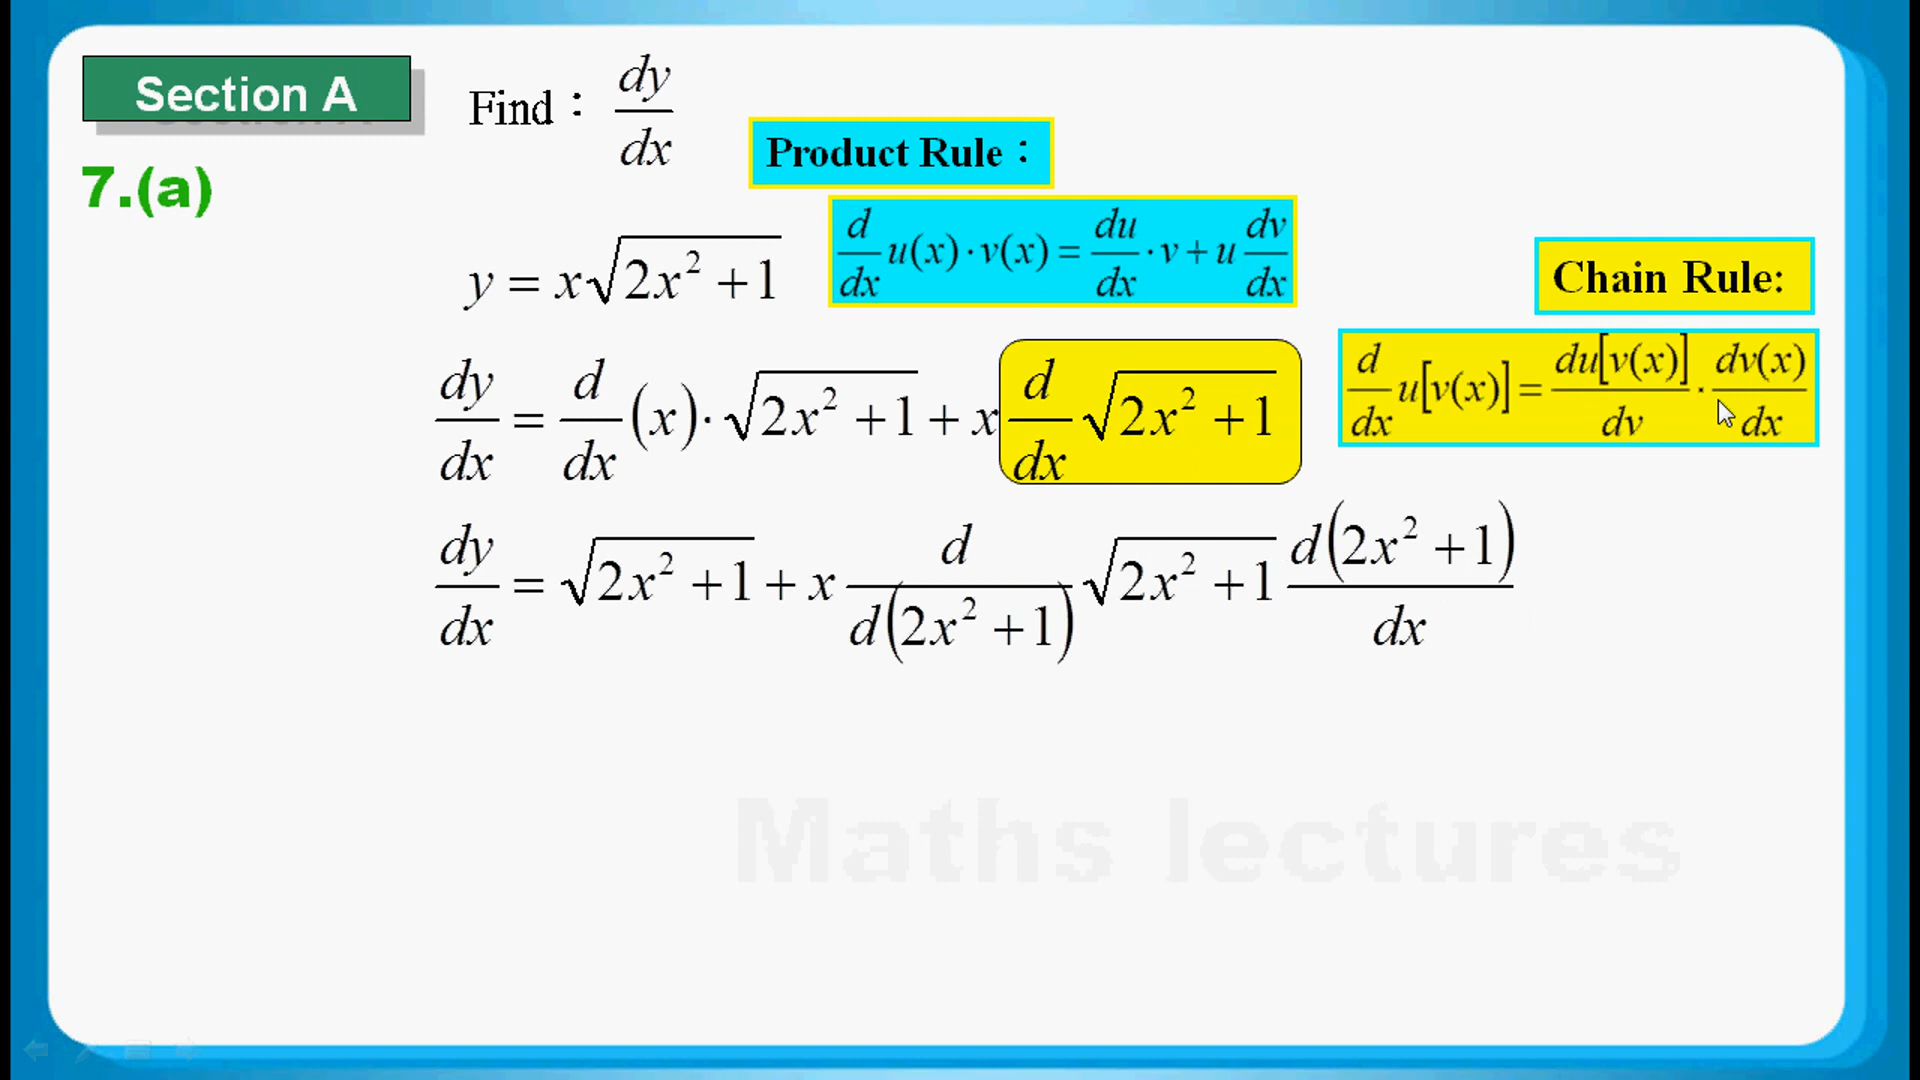 Section A
Find : dy/dx
Product Rule :
7.(a)
d/dx u(x)·v(x) = du/dx ·v + u dv/dx
y = x√(2x² + 1)
Chain Rule:
d/dx u[v(x)] = du[v(x)]/dv · dv(x)/dx
dy/dx = d/dx (x)·√(2x² + 1) + x d/dx √(2x² + 1)
dy/dx = √(2x² + 1) + x d/d(2x² + 1) √(2x² + 1) d(2x² + 1)/dx
Maths lectures